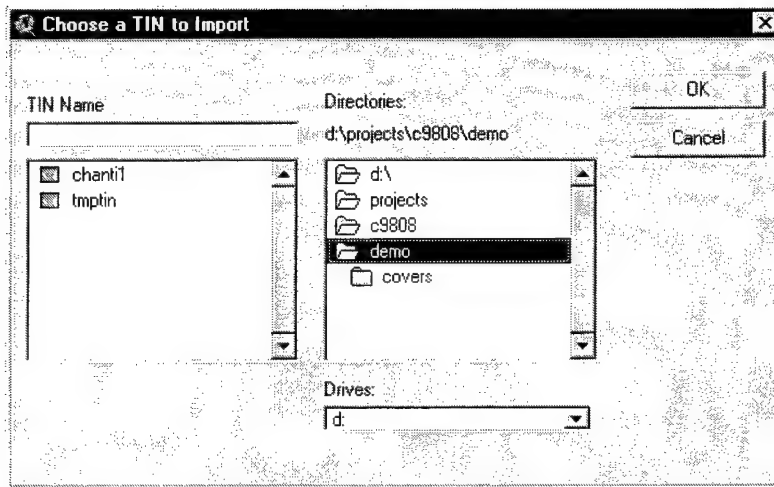 Choose a TIN to Import
TIN Name
Directories:
d:\projects\c9808\demo
OK
Cancel
chanti1
tmptin
d:\
projects
c9808
demo
covers
Drives:
d: